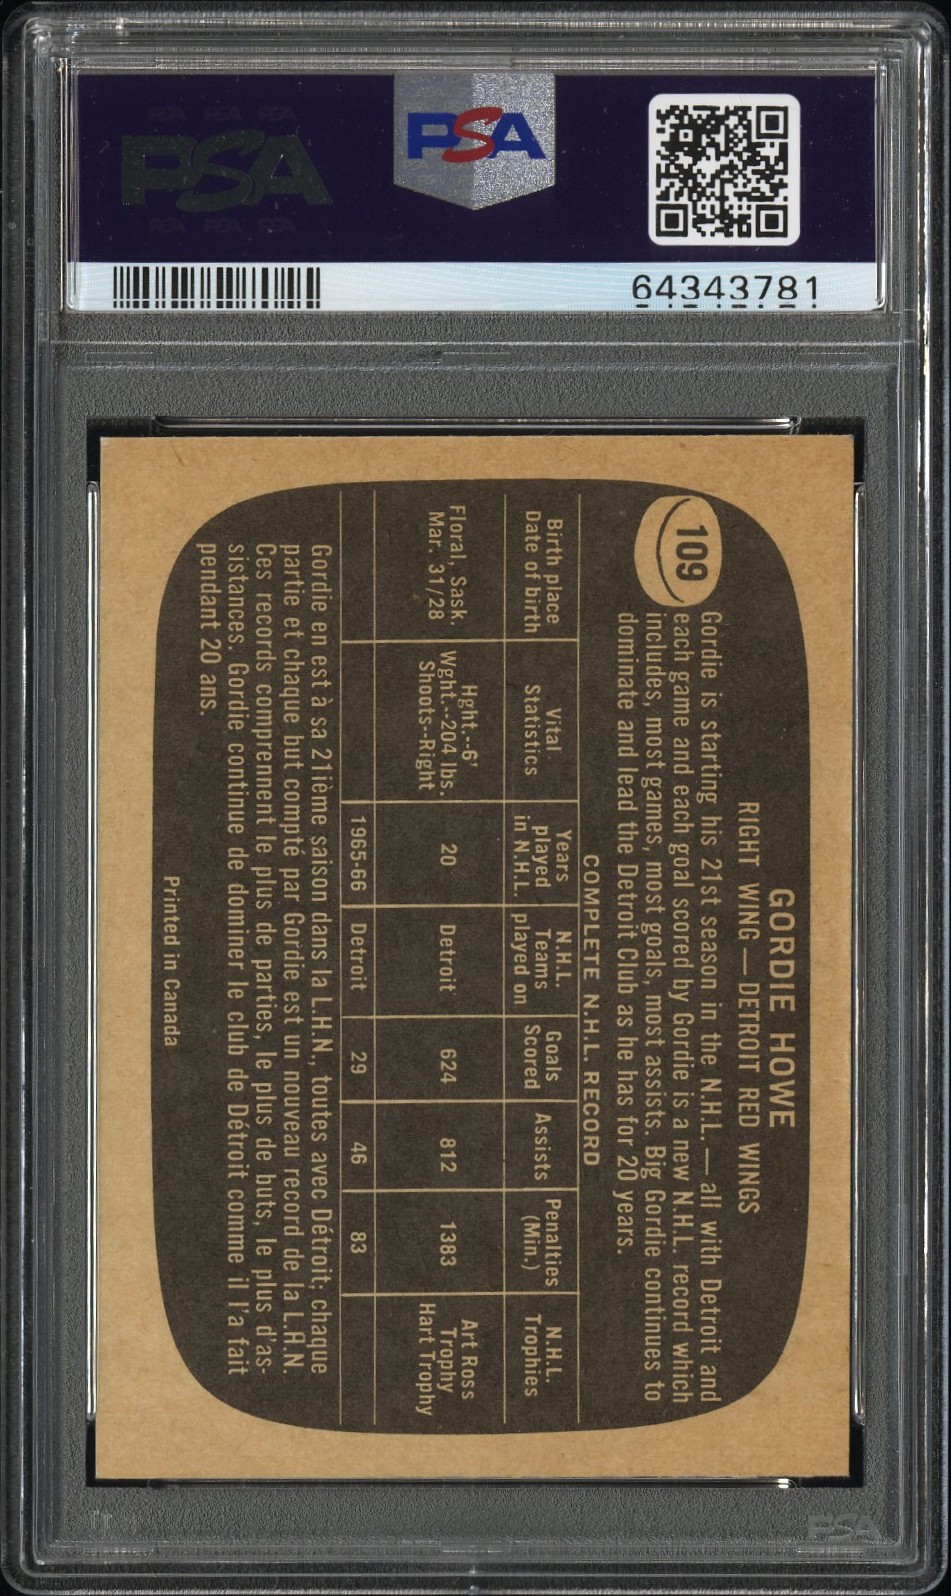 PSA
PSA PSA PSA
PSA
PSA PSA PSA
64343781
GORDIE HOWE
RIGHT WING — DETROIT RED WINGS
109
Gordie is starting his 21st season in the N.H.L. — all with Detroit and
each game and each goal scored by Gordie is a new N.H.L. record which
includes, most games, most goals, most assists. Big Gordie continues to
dominate and lead the Detroit Club as he has for 20 years.
COMPLETE N.H.L. RECORD
Birth place
Date of birth
Vital
Statistics
Years
played
in N.H.L.
N.H.L.
Teams
played on
Goals
Scored
Assists
Penalties
(Min.)
N.H.L.
Trophies
Floral, Sask.
Mar. 31/28
Hght.--6'
Wght.--204 lbs.
Shoots--Right
20
Detroit
624
812
1383
Art Ross
Trophy
Hart Trophy
1965-66
Detroit
29
46
83
Gordie en est à sa 21ième saison dans la L.H.N., toutes avec Détroit; chaque
partie et chaque but compté par Gordie est un nouveau record de la L.H.N.
Ces records comprennent le plus de parties, le plus de buts, le plus d'as-
sistances. Gordie continue de dominer le club de Détroit comme il l'a fait
pendant 20 ans.
Printed in Canada
PSA